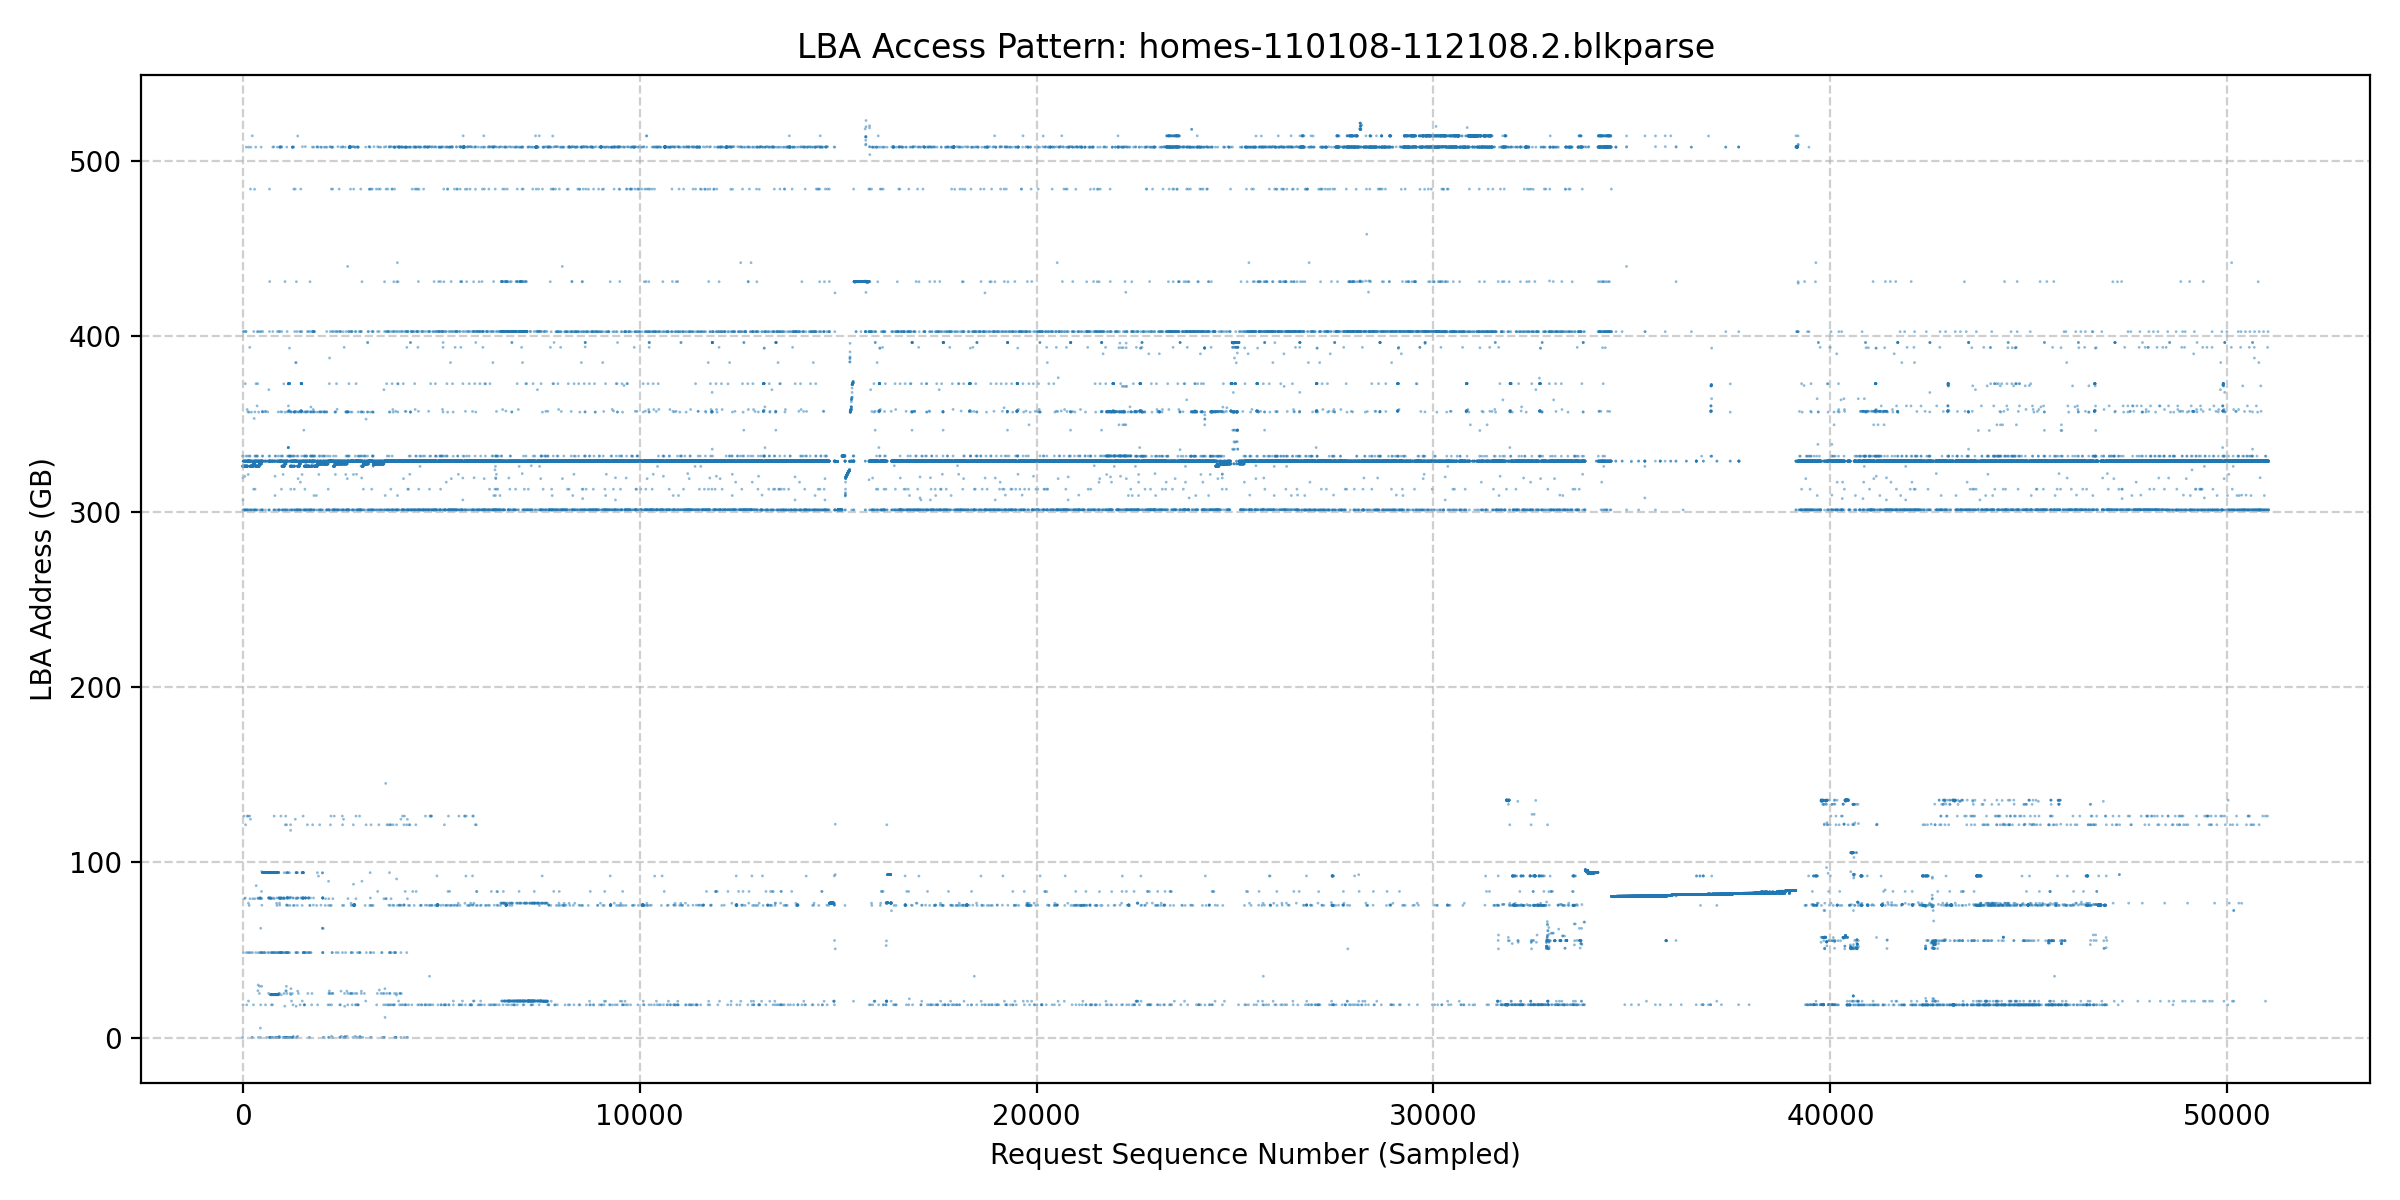 LBA Access Pattern: homes-110108-112108.2.blkparse
LBA Address (GB)
500
400
300
200
100
0
0 10000 20000 30000 40000 50000
Request Sequence Number (Sampled)